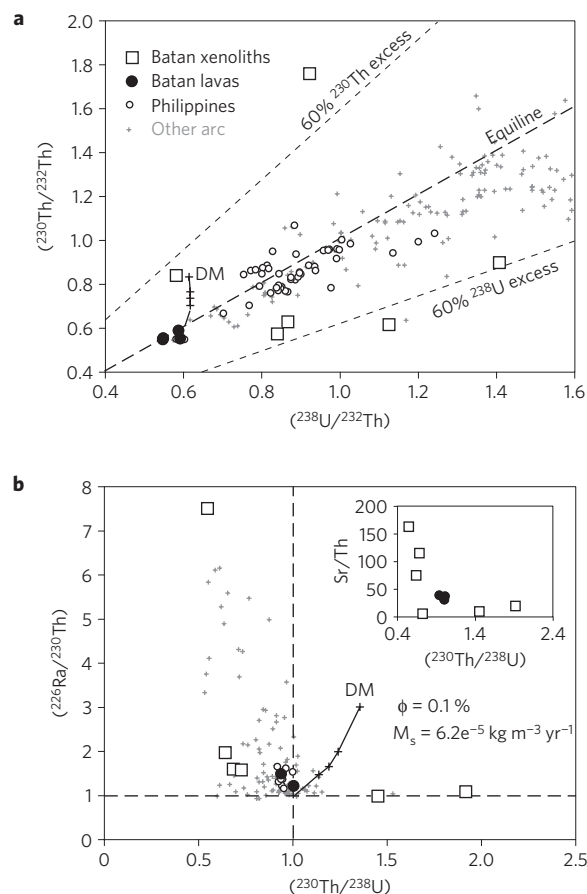 a
2.0
1.8
1.6
1.4
1.2
1.0
0.8
0.6
0.4
(²³⁰Th/²³²Th)
Batan xenoliths
Batan lavas
Philippines
Other arc
60% ²³⁰Th excess
Equiline
DM
60% ²³⁸U excess
0.4 0.6 0.8 1.0 1.2 1.4 1.6
(²³⁸U/²³²Th)
b
8
7
6
5
4
3
2
1
0
(²²⁶Ra/²³⁰Th)
200
150
100
50
0
Sr/Th
0.4 1.4 2.4
(²³⁰Th/²³⁸U)
DM
ϕ = 0.1 %
Mₛ = 6.2e⁻⁵ kg m⁻³ yr⁻¹
0 0.5 1.0 1.5 2.0 2.5
(²³⁰Th/²³⁸U)